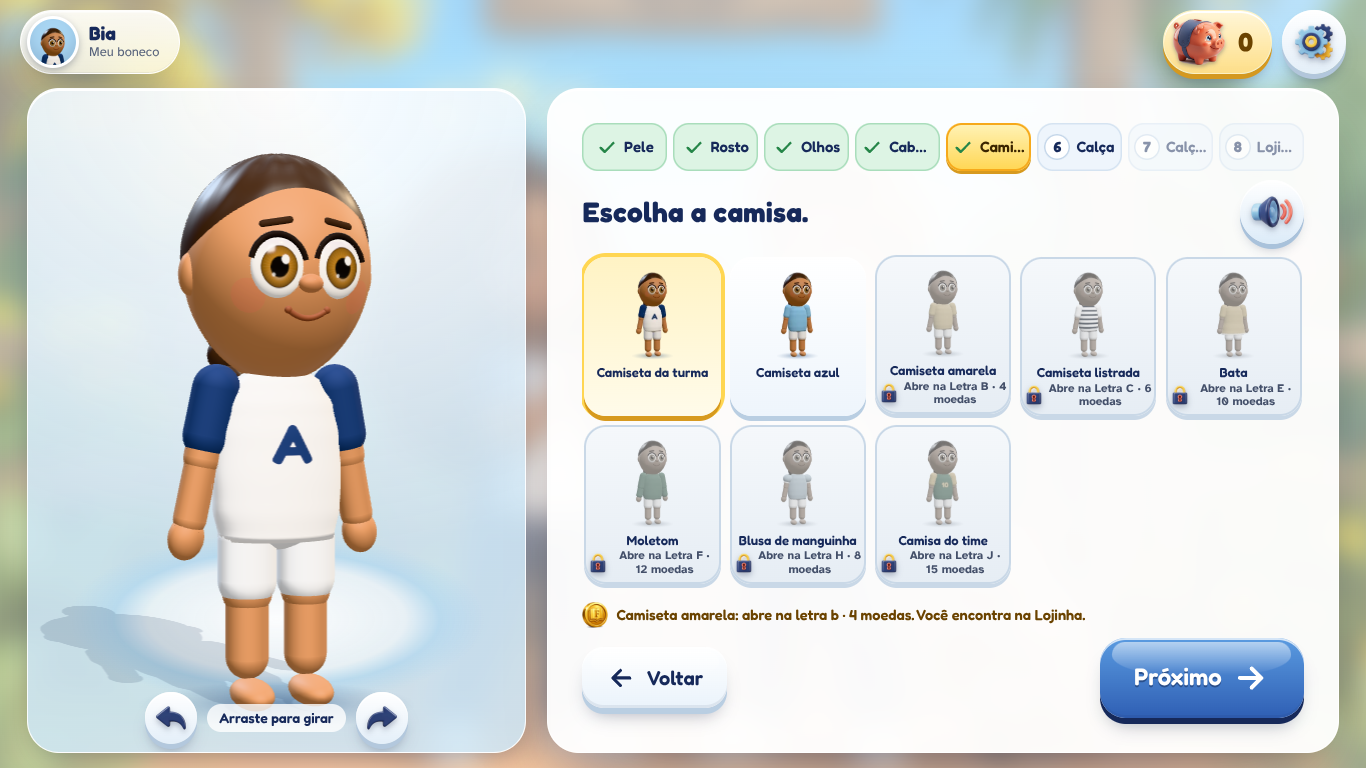 Bia
Meu boneco
0
Pele
Rosto
Olhos
Cab...
Cami...
6 Calça
7 Calç...
8 Loji...
Escolha a camisa.
A
Camiseta da turma
Camiseta azul
Camiseta amarela
Abre na Letra B · 4
moedas
Camiseta listrada
Abre na Letra C · 6
moedas
Bata
Abre na Letra E ·
10 moedas
Moletom
Abre na Letra F ·
12 moedas
Blusa de manguinha
Abre na Letra H · 8
moedas
Camisa do time
Abre na Letra J ·
15 moedas
Camiseta amarela: abre na letra b · 4 moedas. Você encontra na Lojinha.
Voltar
Próximo
Arraste para girar